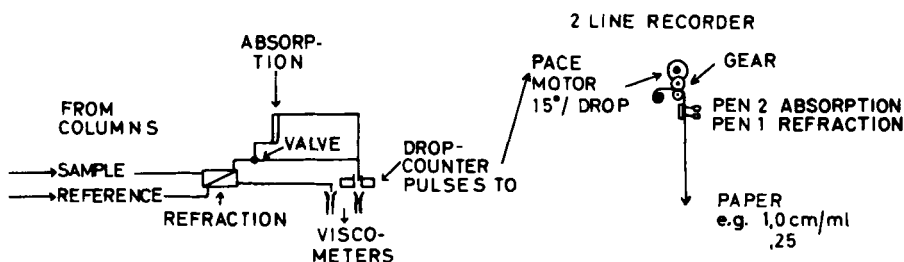 2 LINE RECORDER
ABSORP-
TION
PACE
MOTOR
15°/ DROP
GEAR
FROM
COLUMNS
VALVE
DROP-
COUNTER
PULSES TO
PEN 2 ABSORPTION
PEN 1 REFRACTION
SAMPLE
REFERENCE
REFRACTION
VISCO-
METERS
PAPER
e.g. 1,0 cm/ml
,25